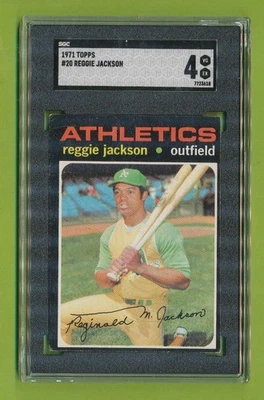 SGC
1971 TOPPS
#20 REGGIE JACKSON
4
VG
EX
ATHLETICS
reggie jackson • outfield
A
Reginald M. Jackson